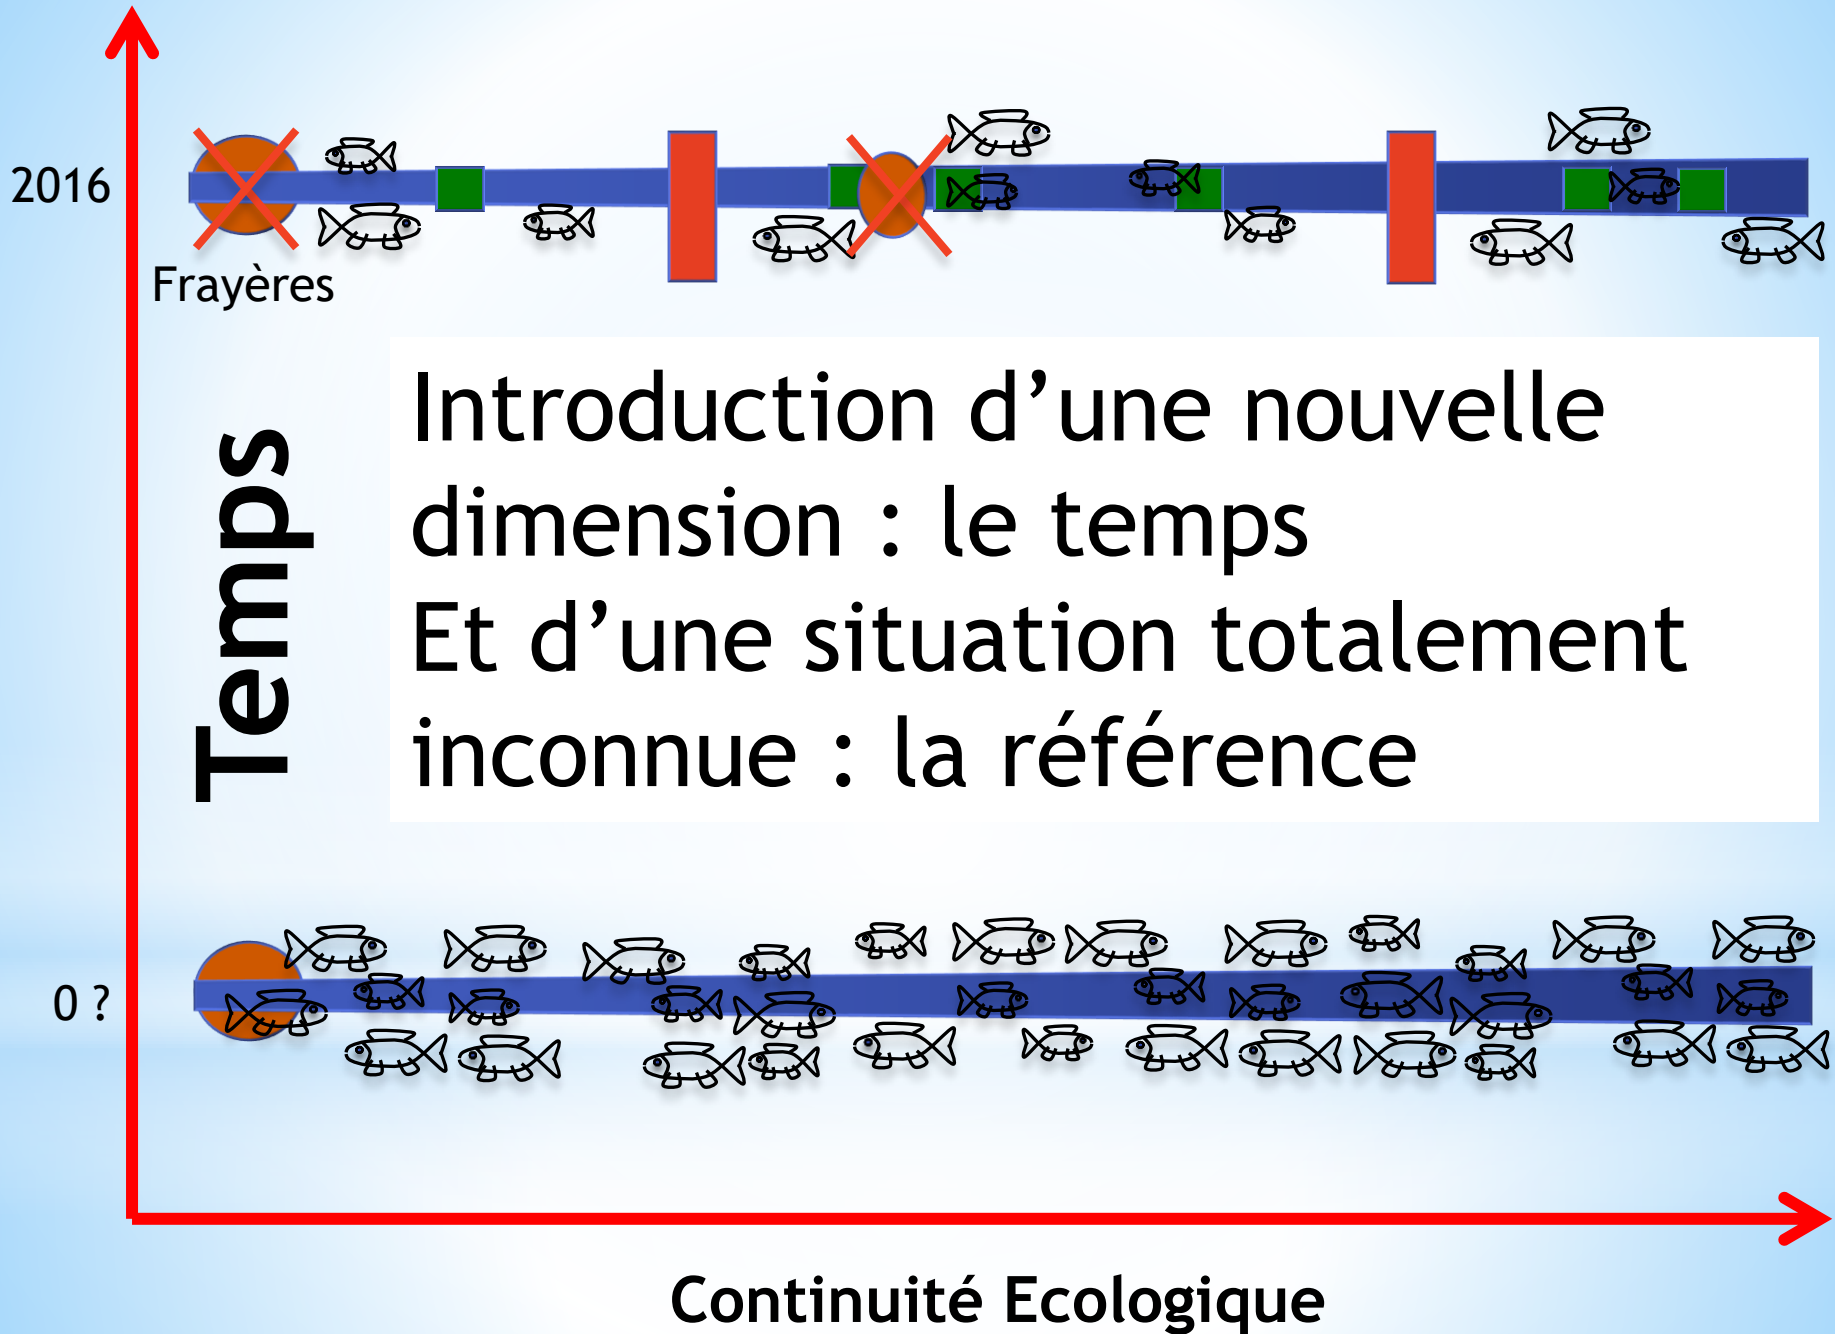 2016
Frayères
Temps
Introduction d’une nouvelle
dimension : le temps
Et d’une situation totalement
inconnue : la référence
0 ?
Continuité Ecologique